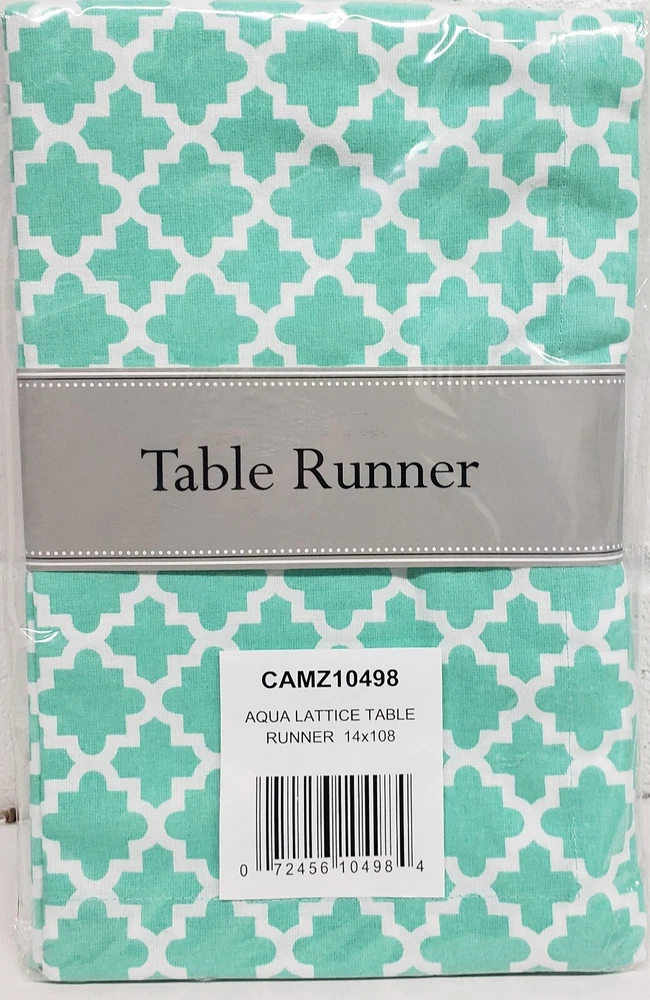 Table Runner
CAMZ10498
AQUA LATTICE TABLE
RUNNER 14x108
0 72456 10498 4